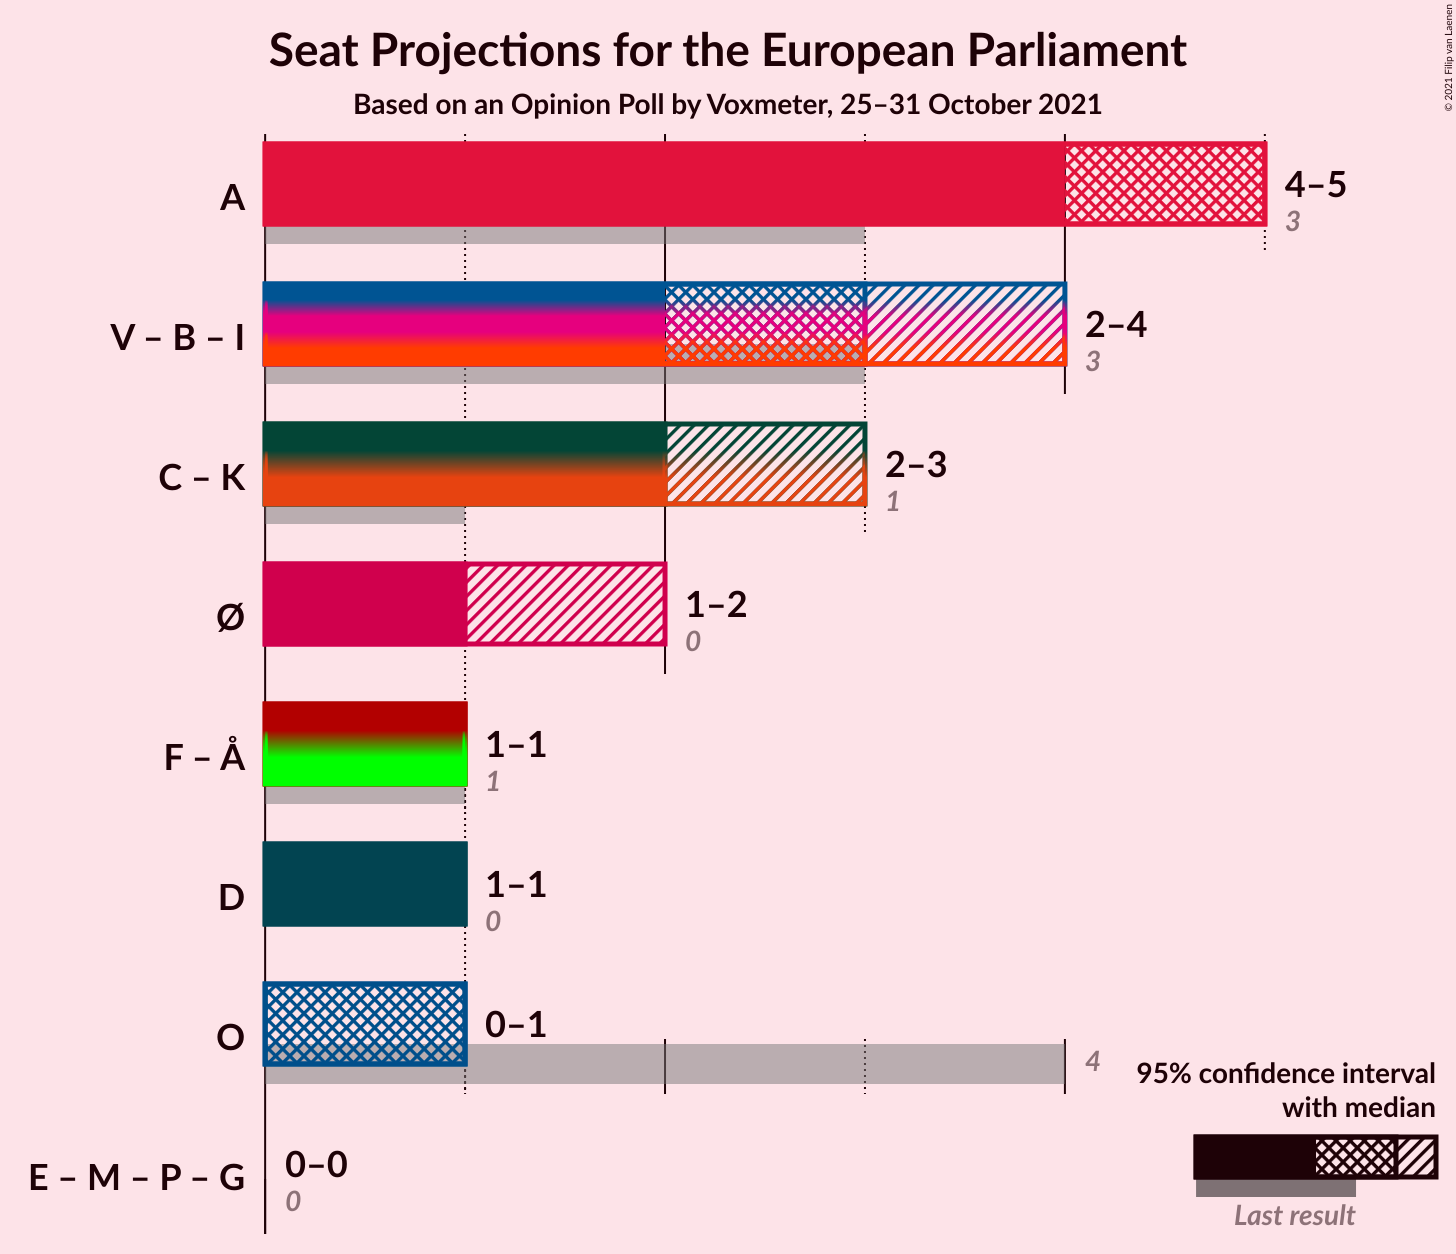 Seat Projections for the European Parliament
Based on an Opinion Poll by Voxmeter, 25–31 October 2021
© 2021 Filip van Laenen
A
4–5
3
V – B – I
2–4
3
C – K
2–3
1
Ø
1–2
0
F – Å
1–1
1
D
1–1
0
O
0–1
4
E – M – P – G
0–0
0
95% confidence interval
with median
Last result